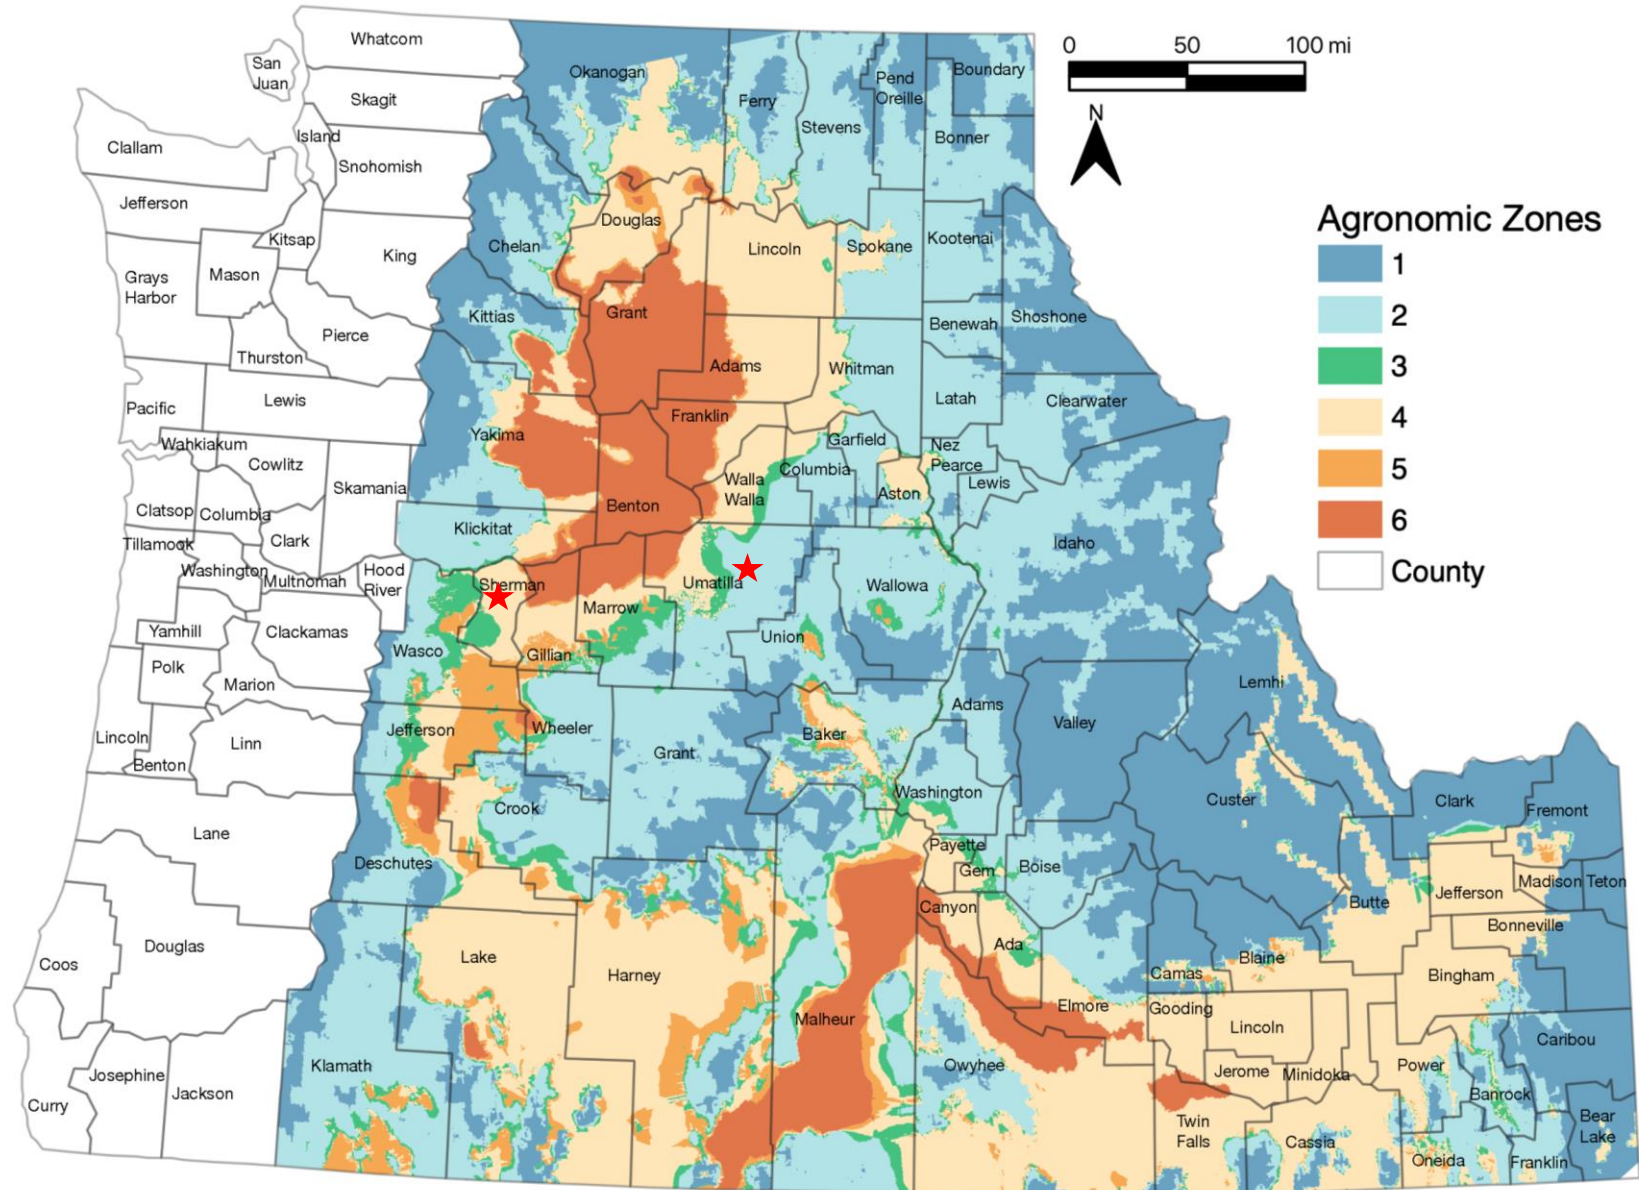 Whatcom
San
Juan
Skagit
Island
Snohomish
Clallam
Jefferson
Kitsap
King
Grays
Harbor
Mason
Pierce
Thurston
Pacific
Lewis
Wahkiakum
Cowlitz
Skamania
Clatsop
Columbia
Clark
Tillamook
Washington
Multnomah
Hood
River
Yamhill
Clackamas
Polk
Marion
Lincoln
Linn
Benton
Lane
Douglas
Coos
Curry
Josephine
Jackson
Okanogan
Ferry
Stevens
Pend
Oreille
Boundary
Bonner
Chelan
Douglas
Lincoln
Spokane
Kootenai
Kittias
Grant
Adams
Whitman
Benewah
Shoshone
Latah
Clearwater
Yakima
Franklin
Garfield
Nez
Pearce
Lewis
Walla
Walla
Columbia
Aston
Benton
Klickitat
Idaho
Sherman
Umatilla
Wallowa
Marrow
Union
Wasco
Gillian
Jefferson
Wheeler
Grant
Baker
Adams
Valley
Lemhi
Crook
Washington
Custer
Clark
Fremont
Deschutes
Payette
Gem
Boise
Jefferson
Madison
Teton
Canyon
Butte
Bonneville
Ada
Lake
Harney
Camas
Blaine
Bingham
Malheur
Elmore
Gooding
Lincoln
Caribou
Klamath
Owyhee
Jerome
Minidoka
Power
Banrock
Twin
Falls
Cassia
Oneida
Franklin
Bear
Lake
0 50 100 mi
N
Agronomic Zones
1
2
3
4
5
6
County